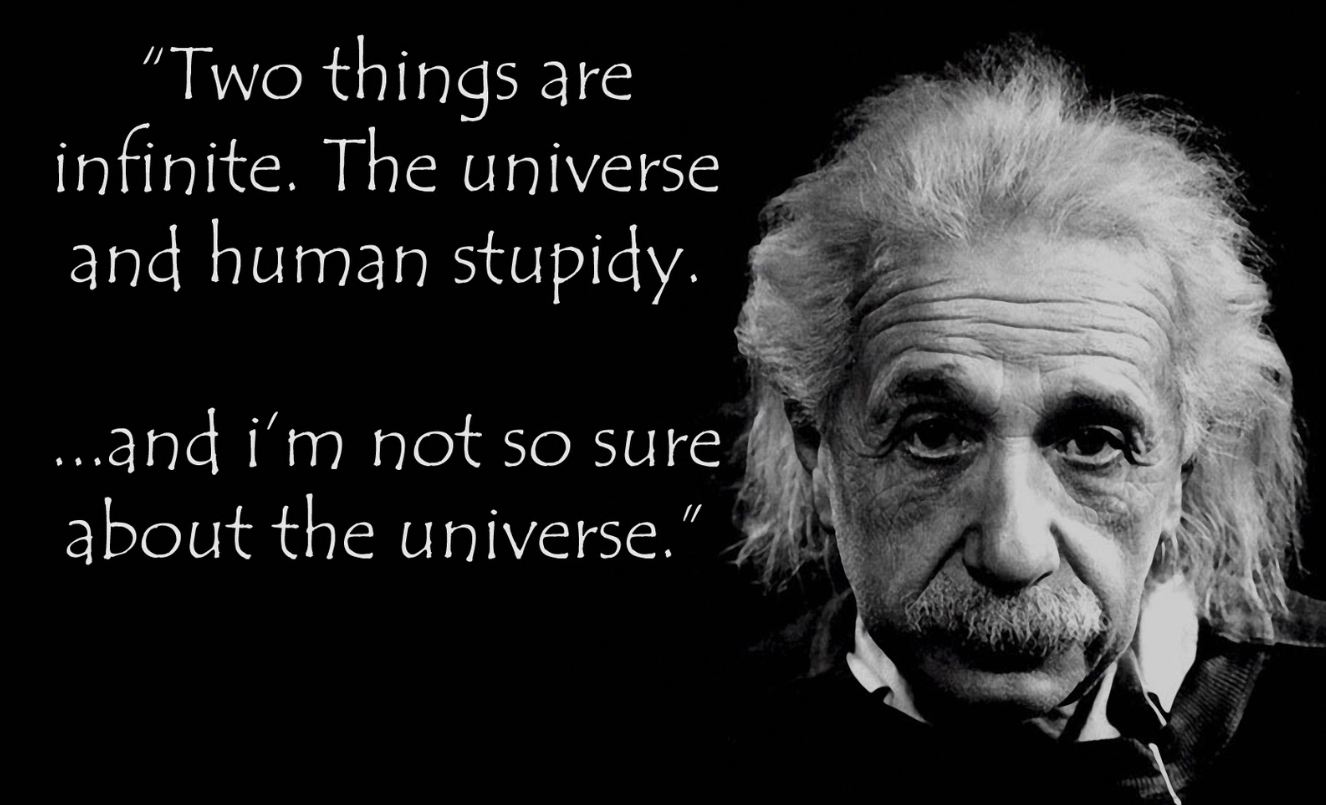 “Two things are
infinite. The universe
and human stupidy.
...and i'm not so sure
about the universe.”